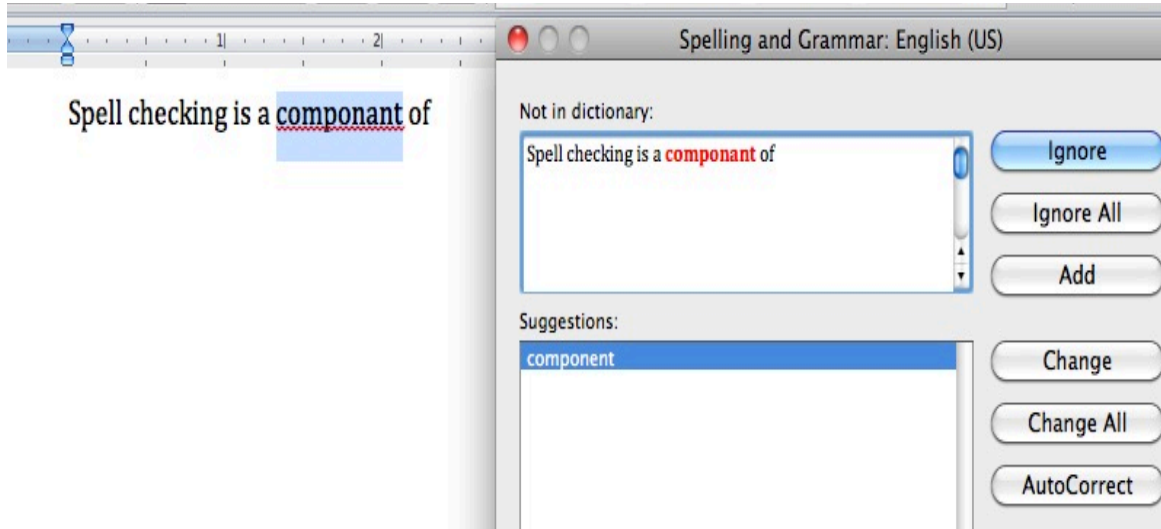 1
2
Spell checking is a componant of
Spelling and Grammar: English (US)
Not in dictionary:
Spell checking is a componant of
Ignore
Ignore All
Add
Suggestions:
component
Change
Change All
AutoCorrect